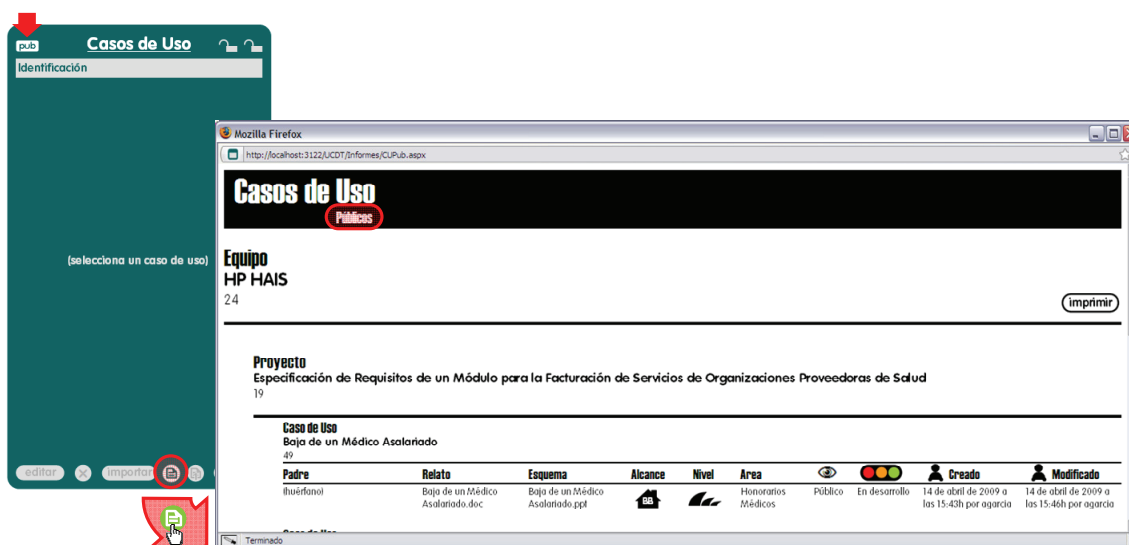 pub
Casos de Uso
Identificación
(selecciona un caso de uso)
editar
importar
Mozilla Firefox
http://localhost:3122/UCDT/Informes/CUPub.aspx
Casos de Uso
Públicos
Equipo
HP HAIS
24
imprimir
Proyecto
Especificación de Requisitos de un Módulo para la Facturación de Servicios de Organizaciones Proveedoras de Salud
19
Caso de Uso
Baja de un Médico Asalariado
49
Padre Relato Esquema Alcance Nivel Area Creado Modificado
(huérfano) Baja de un Médico Baja de un Médico BB Honorarios Público En desarrollo 14 de abril de 2009 a 14 de abril de 2009 a
Asalariado.doc Asalariado.ppt Médicos las 15:43h por agarcia las 15:46h por agarcia
Terminado